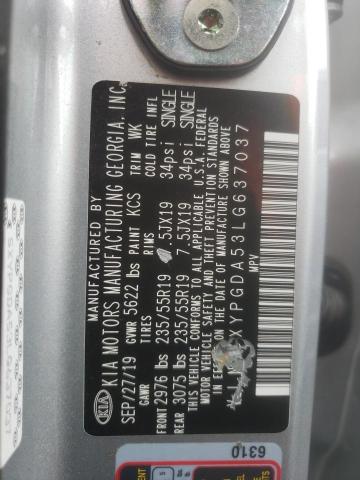 MANUFACTURED BY
KIA KIA MOTORS MANUFACTURING GEORGIA, INC.
SEP/27/19 GVWR 5622 lbs PAINT KCS TRIM WK
GAWR TIRES RIMS COLD TIRE INFL
FRONT 2976 lbs 235/55R19 7.5JX19 34psi SINGLE
REAR 3075 lbs 235/55R19 7.5JX19 34psi SINGLE
THIS VEHICLE CONFORMS TO ALL APPLICABLE U.S.A. FEDERAL
MOTOR VEHICLE SAFETY AND THEFT PREVENTION STANDARDS
IN EFFECT ON THE DATE OF MANUFACTURE SHOWN ABOVE
XYPGDA53LG637037
MPV
6310